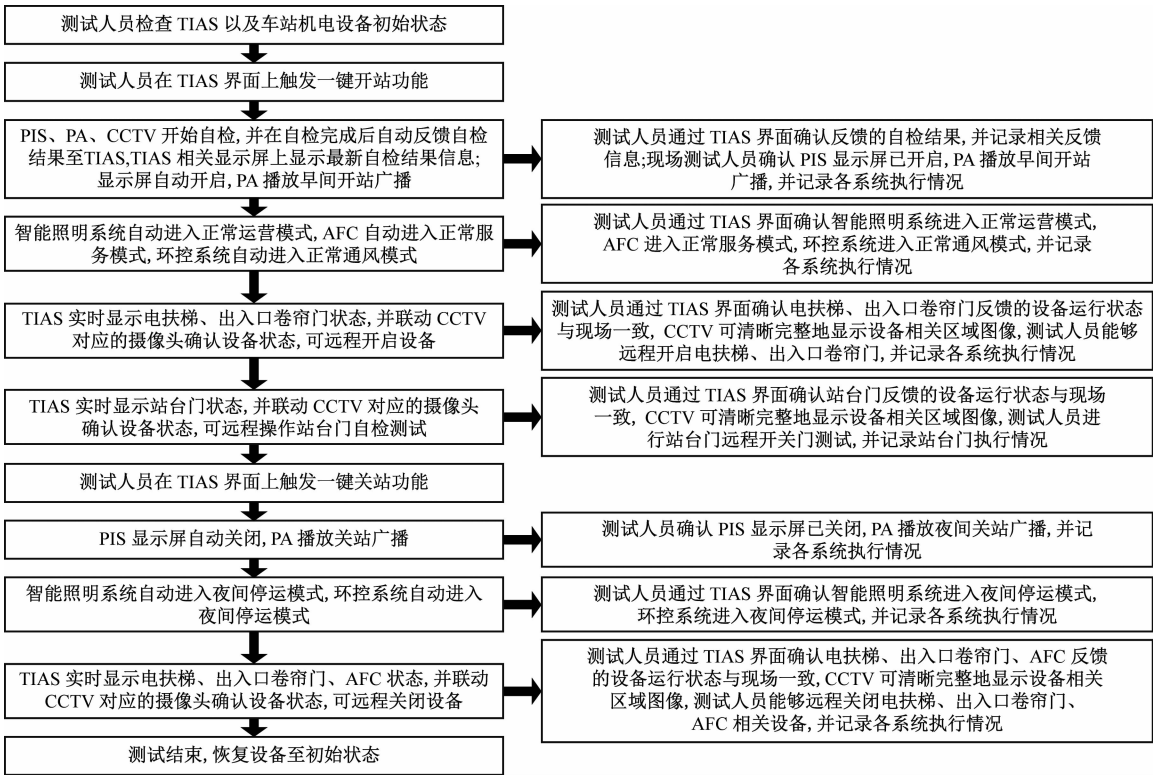 测试人员检查 TIAS 以及车站机电设备初始状态
测试人员在 TIAS 界面上触发一键开站功能
PIS、PA、CCTV 开始自检, 并在自检完成后自动反馈自检
结果至TIAS,TIAS 相关显示屏上显示最新自检结果信息;
显示屏自动开启, PA 播放早间开站广播
测试人员通过 TIAS 界面确认反馈的自检结果, 并记录相关反馈
信息;现场测试人员确认 PIS 显示屏已开启, PA 播放早间开站
广播, 并记录各系统执行情况
智能照明系统自动进入正常运营模式, AFC 自动进入正常服
务模式, 环控系统自动进入正常通风模式
测试人员通过 TIAS 界面确认智能照明系统进入正常运营模式,
AFC 进入正常服务模式, 环控系统进入正常通风模式, 并记录
各系统执行情况
TIAS 实时显示电扶梯、出入口卷帘门状态, 并联动 CCTV
对应的摄像头确认设备状态, 可远程开启设备
测试人员通过 TIAS 界面确认电扶梯、出入口卷帘门反馈的设备运行状态
与现场一致, CCTV 可清晰完整地显示设备相关区域图像, 测试人员能够
远程开启电扶梯、出入口卷帘门, 并记录各系统执行情况
TIAS 实时显示站台门状态, 并联动 CCTV 对应的摄像头
确认设备状态, 可远程操作站台门自检测试
测试人员通过 TIAS 界面确认站台门反馈的设备运行状态与现场
一致, CCTV 可清晰完整地显示设备相关区域图像, 测试人员进
行站台门远程开关门测试, 并记录站台门执行情况
测试人员在 TIAS 界面上触发一键关站功能
PIS 显示屏自动关闭, PA 播放关站广播
测试人员确认 PIS 显示屏已关闭, PA 播放夜间关站广播, 并记
录各系统执行情况
智能照明系统自动进入夜间停运模式, 环控系统自动进入
夜间停运模式
测试人员通过 TIAS 界面确认智能照明系统进入夜间停运模式,
环控系统进入夜间停运模式, 并记录各系统执行情况
TIAS 实时显示电扶梯、出入口卷帘门、AFC 状态, 并联动
CCTV 对应的摄像头确认设备状态, 可远程关闭设备
测试人员通过 TIAS 界面确认电扶梯、出入口卷帘门、AFC 反馈
的设备运行状态与现场一致, CCTV 可清晰完整地显示设备相关
区域图像, 测试人员能够远程关闭电扶梯、出入口卷帘门、
AFC 相关设备, 并记录各系统执行情况
测试结束, 恢复设备至初始状态